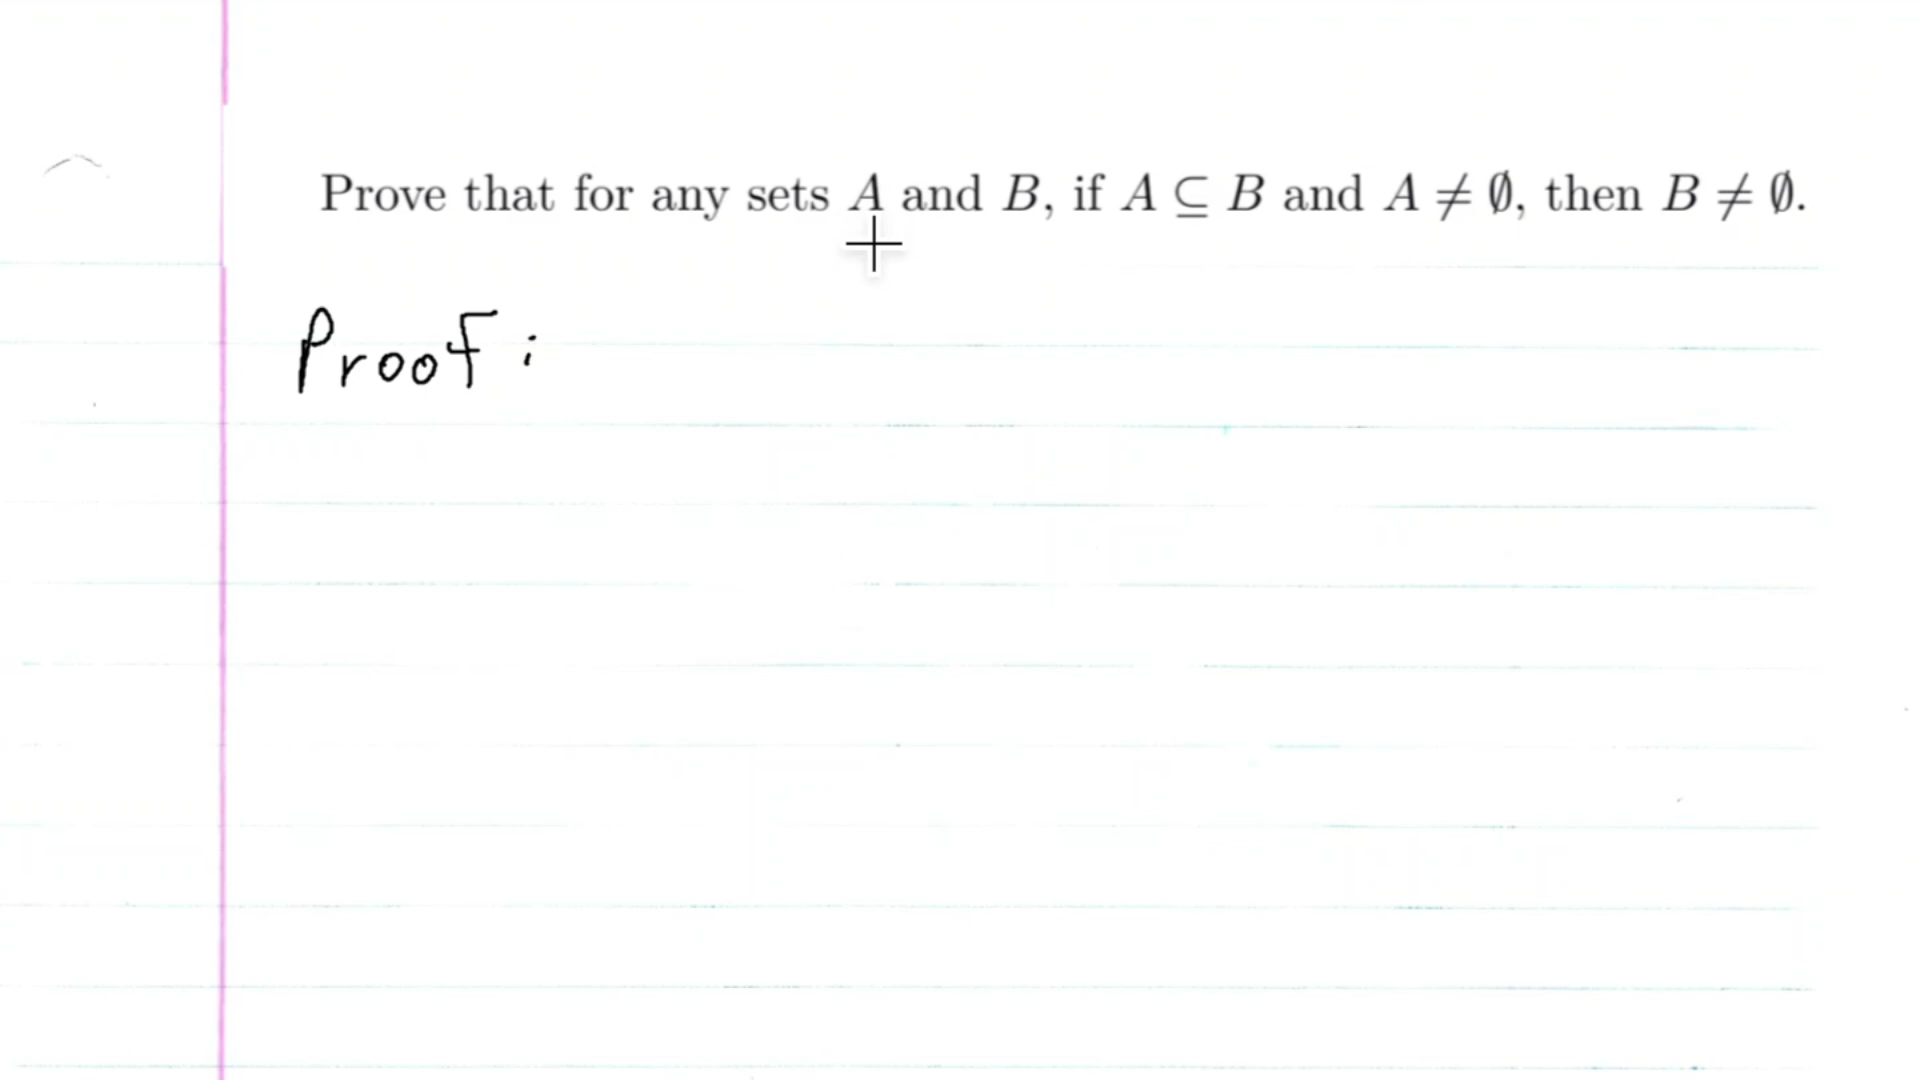 Prove that for any sets A and B, if A ⊆ B and A ≠ ∅, then B ≠ ∅.
Proof: